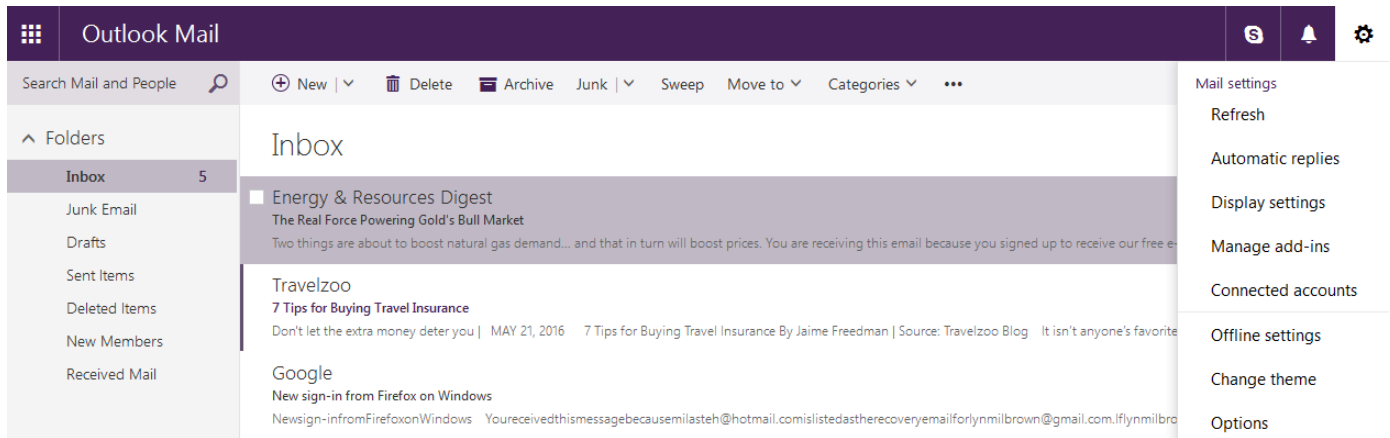 Outlook Mail
Search Mail and People
New
Delete
Archive
Junk
Sweep
Move to
Categories
•••
Folders
Inbox 5
Junk Email
Drafts
Sent Items
Deleted Items
New Members
Received Mail
Inbox
Energy & Resources Digest
The Real Force Powering Gold's Bull Market
Two things are about to boost natural gas demand... and that in turn will boost prices. You are receiving this email because you signed up to receive our free e-
Travelzoo
7 Tips for Buying Travel Insurance
Don't let the extra money deter you | MAY 21, 2016 7 Tips for Buying Travel Insurance By Jaime Freedman | Source: Travelzoo Blog It isn't anyone's favorite
Google
New sign-in from Firefox on Windows
Newsign-infromFirefoxonWindows Youreceivedthismessagebecausemilasteh@hotmail.comislistedastherecoveryemailforlynmilbrown@gmail.com.Iflynmilbro
Mail settings
Refresh
Automatic replies
Display settings
Manage add-ins
Connected accounts
Offline settings
Change theme
Options